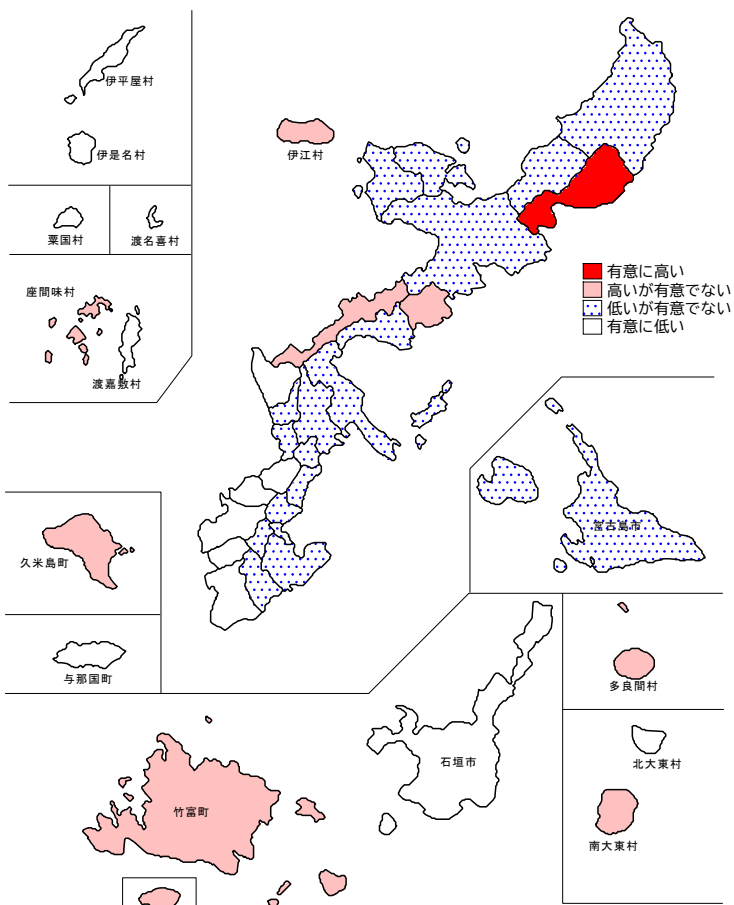 伊平屋村
伊是名村
伊江村
粟国村
渡名喜村
座間味村
渡嘉敷村
有意に高い
高いが有意でない
低いが有意でない
有意に低い
宮古島市
久米島町
与那国町
多良間村
石垣市
北大東村
竹富町
南大東村